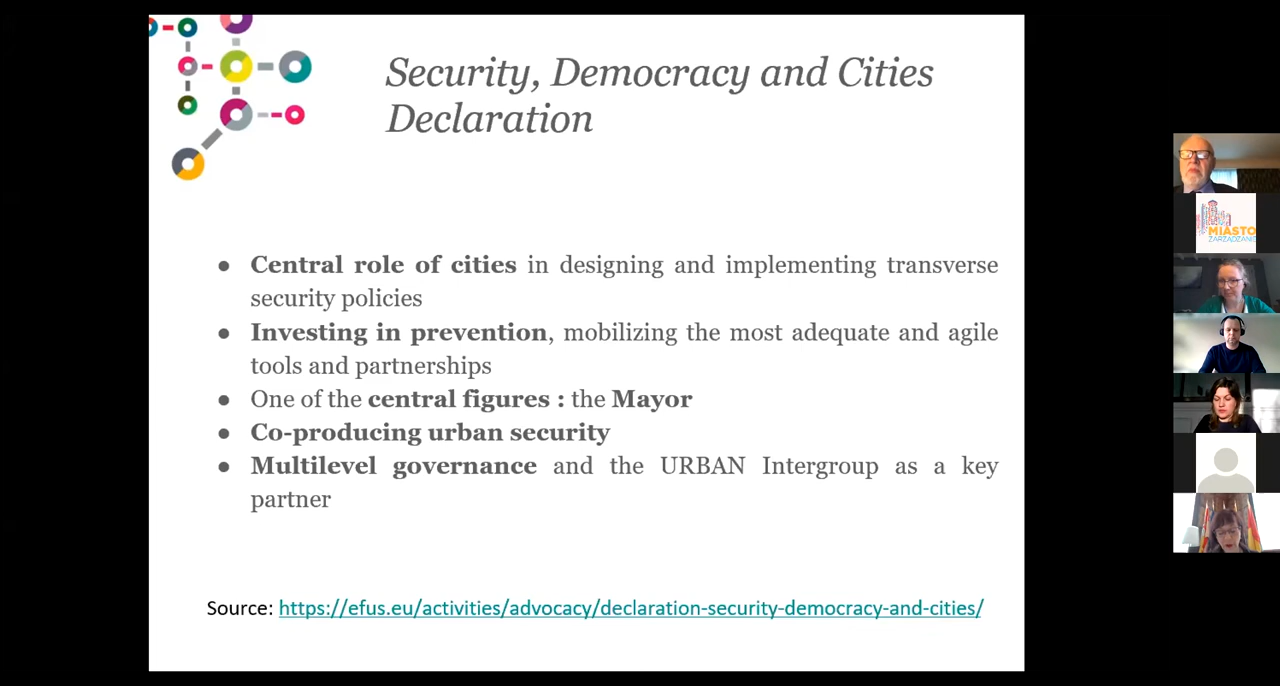 Security, Democracy and Cities
Declaration
● Central role of cities in designing and implementing transverse
security policies
● Investing in prevention, mobilizing the most adequate and agile
tools and partnerships
● One of the central figures : the Mayor
● Co-producing urban security
● Multilevel governance and the URBAN Intergroup as a key
partner
Source: https://efus.eu/activities/advocacy/declaration-security-democracy-and-cities/
MIASTO
ZARZĄDZANIE